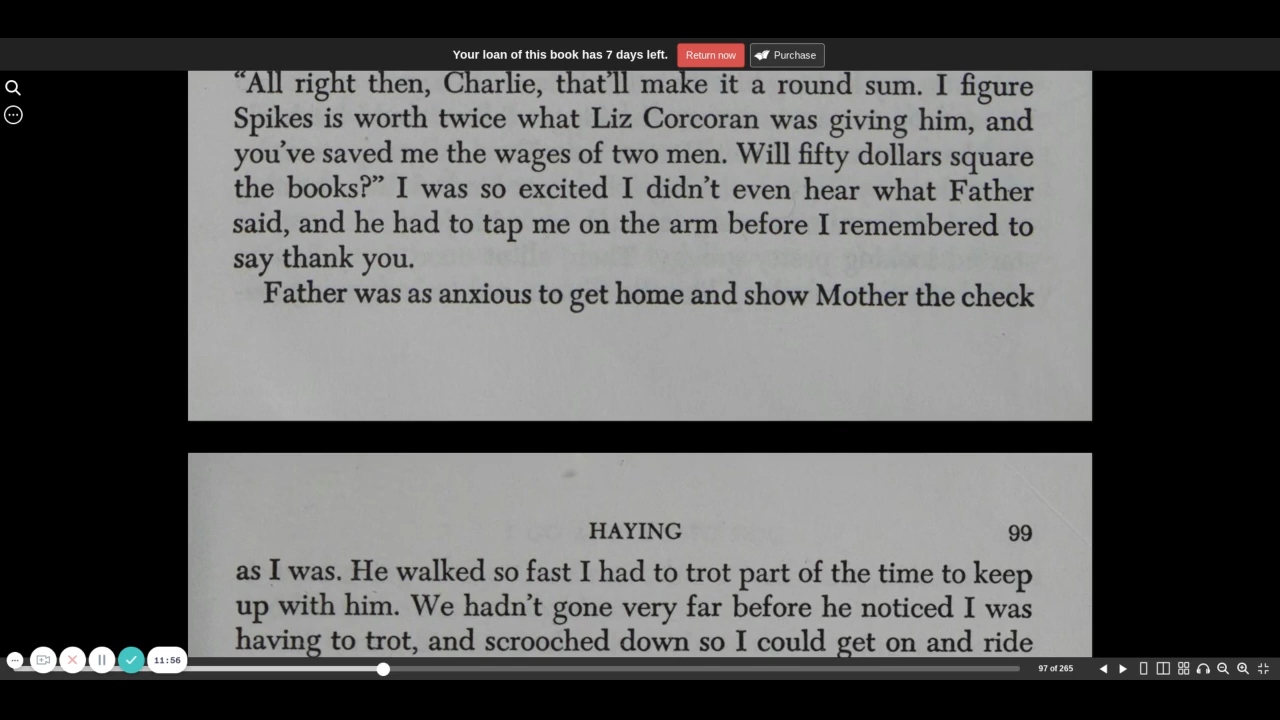 Your loan of this book has 7 days left. Return now Purchase
“All right then, Charlie, that’ll make it a round sum. I figure
Spikes is worth twice what Liz Corcoran was giving him, and
you’ve saved me the wages of two men. Will fifty dollars square
the books?” I was so excited I didn’t even hear what Father
said, and he had to tap me on the arm before I remembered to
say thank you.
Father was as anxious to get home and show Mother the check
HAYING 99
as I was. He walked so fast I had to trot part of the time to keep
up with him. We hadn’t gone very far before he noticed I was
having to trot, and scrooched down so I could get on and ride
11:56
97 of 265